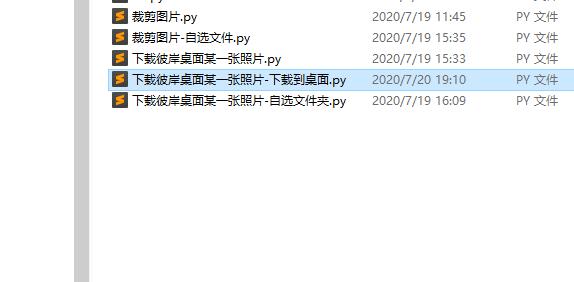 裁剪图片.py 2020/7/19 11:45 PY 文件
裁剪图片-自选文件.py 2020/7/19 15:35 PY 文件
下载彼岸桌面某一张照片.py 2020/7/19 15:33 PY 文件
下载彼岸桌面某一张照片-下载到桌面.py 2020/7/20 19:10 PY 文件
下载彼岸桌面某一张照片-自选文件夹.py 2020/7/19 16:09 PY 文件